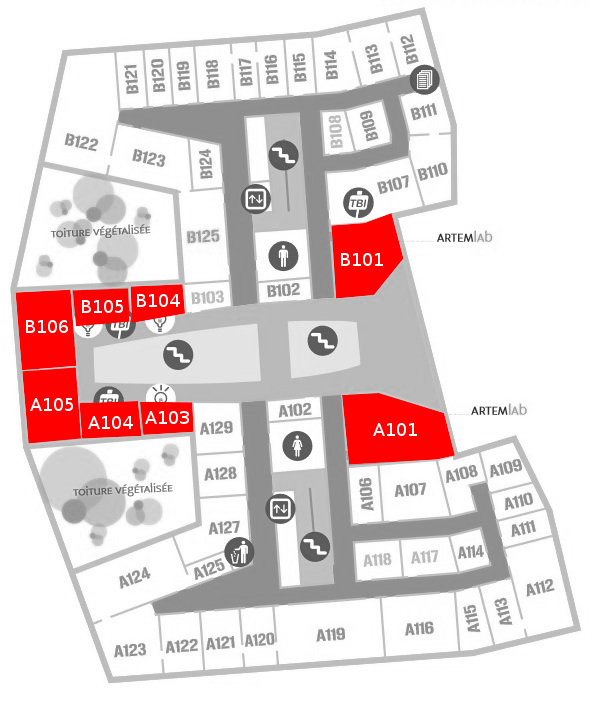 B121
B120
B119
B118
B117
B116
B115
B114
B113
B112
B111
B108
B109
B122
B123
B124
B107
B110
TBI
TOITURE VÉGÉTALISÉE
B125
ARTEMlab
B101
B106
B105
B104
B103
B102
TBI
A105
TBI
A104
A103
A129
A102
ARTEMlab
A101
A128
A106
A107
A108
A109
TOITURE VÉGÉTALISÉE
A110
A127
A111
A125
A118
A117
A114
A124
A112
A123
A122
A121
A120
A119
A116
A115
A113